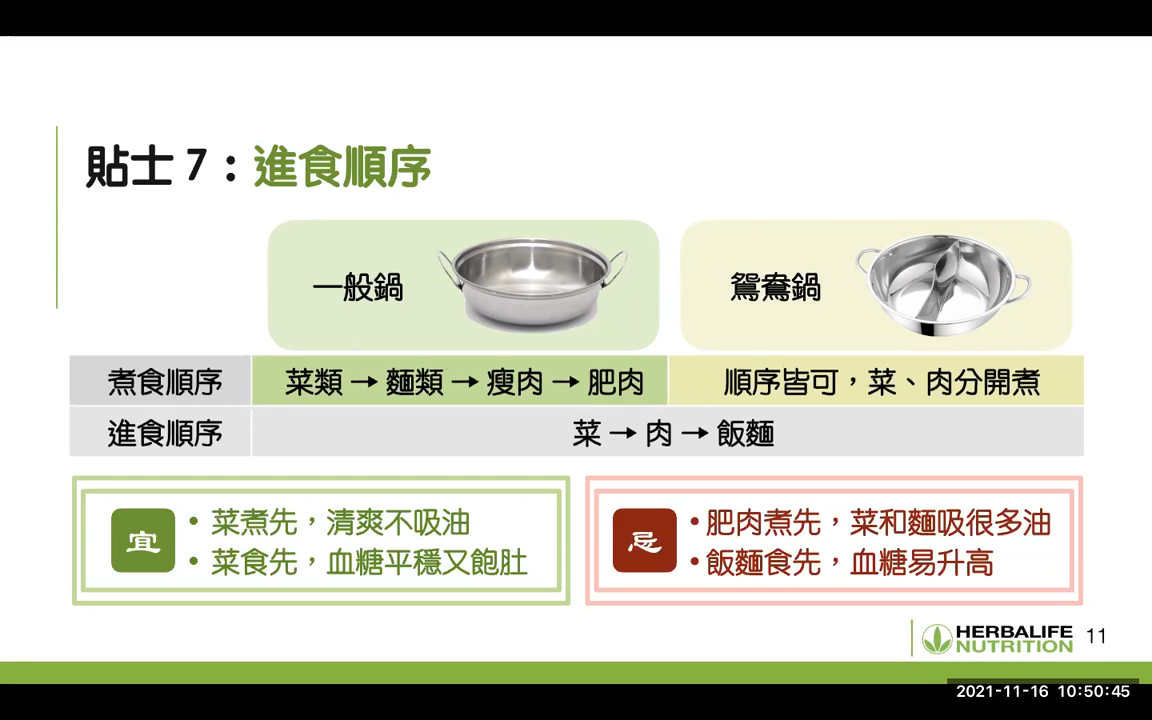 貼士 7：進食順序
一般鍋
鴛鴦鍋
煮食順序
菜類 → 麵類 → 瘦肉 → 肥肉
順序皆可，菜、肉分開煮
進食順序
菜 → 肉 → 飯麵
宜
• 菜煮先，清爽不吸油
• 菜食先，血糖平穩又飽肚
忌
• 肥肉煮先，菜和麵吸很多油
• 飯麵食先，血糖易升高
HERBALIFE
NUTRITION
11
2021-11-16 10:50:45